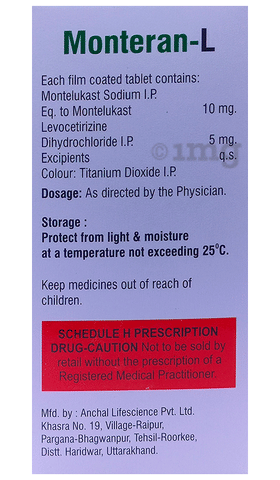 Monteran-L
Each film coated tablet contains:
Montelukast Sodium I.P.
Eq. to Montelukast 10 mg.
Levocetirizine
Dihydrochloride I.P. 5 mg.
Excipients q.s.
1mg
Colour: Titanium Dioxide I.P.
Dosage: As directed by the Physician.
Storage :
Protect from light & moisture
at a temperature not exceeding 25°C.
Keep medicines out of reach of
children.
SCHEDULE H PRESCRIPTION
DRUG-CAUTION Not to be sold by
retail without the prescription of a
Registered Medical Practitioner.
Mfd. by : Anchal Lifescience Pvt. Ltd.
Khasra No. 19, Village-Raipur,
Pargana-Bhagwanpur, Tehsil-Roorkee,
Distt. Haridwar, Uttarakhand.